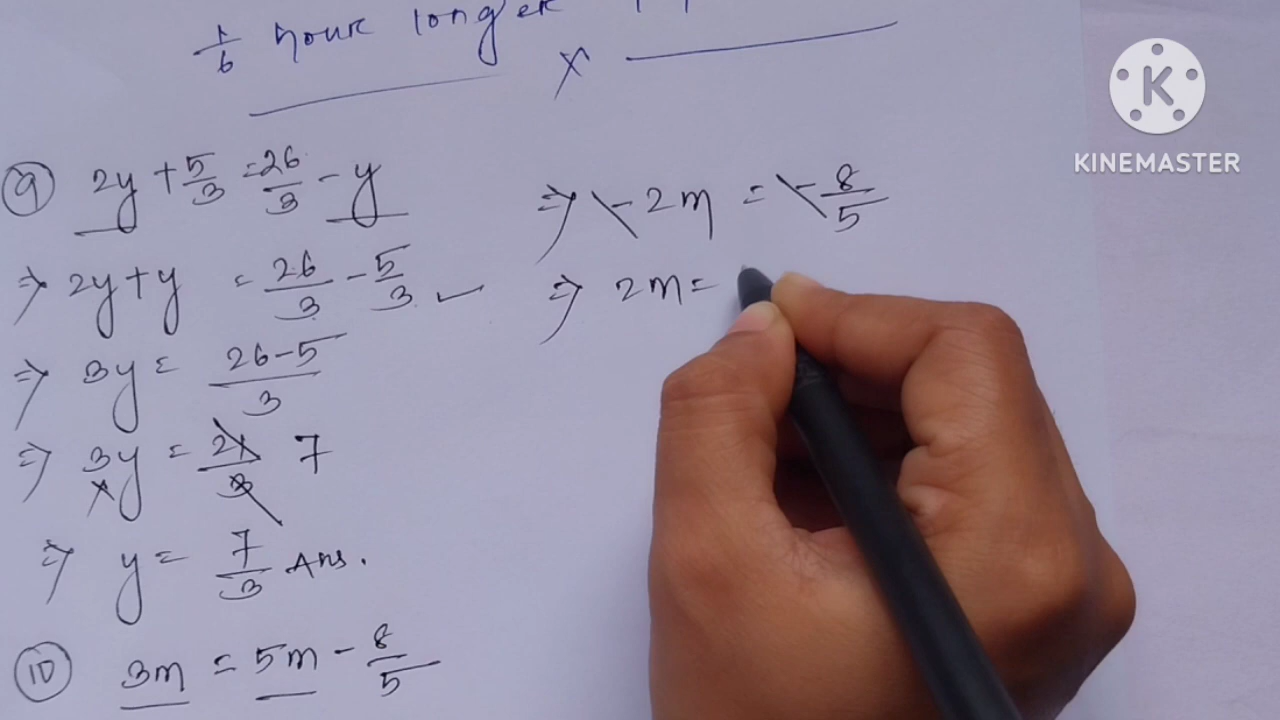 1/6 hour longer
×
9 2y + 5/3 = 26/3 - y
⇒ 2y + y = 26/3 - 5/3 ✓
⇒ 3y = 26-5/3
⇒ 3y = 21/3 7
⇒ y = 7/3 Ans.
10 3m = 5m - 8/5
⇒ -2m = -8/5
⇒ 2m =
K
KINEMASTER